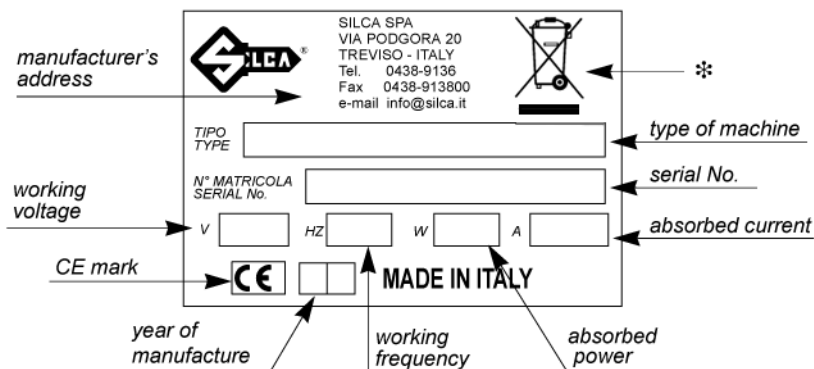 SILCA SPA
VIA PODGORA 20
TREVISO - ITALY
Tel. 0438-9136
Fax 0438-913800
e-mail info@silca.it
SILCA®
manufacturer's
address
✻
TIPO
TYPE
type of machine
N° MATRICOLA
SERIAL No.
serial No.
working
voltage
V HZ W A
absorbed current
CE mark
CE
MADE IN ITALY
year of
manufacture
working
frequency
absorbed
power